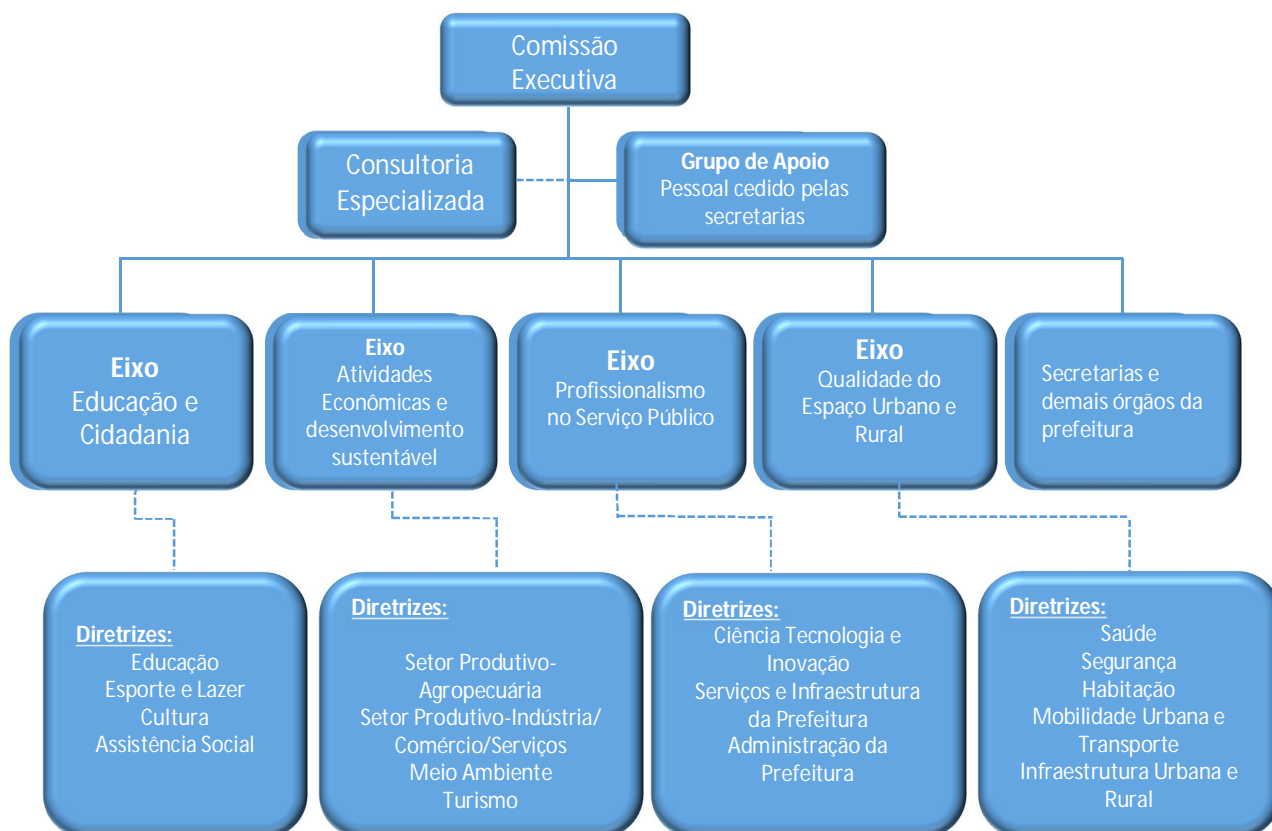 Comissão
Executiva
Consultoria
Especializada
Grupo de Apoio
Pessoal cedido pelas
secretarias
Eixo
Educação e
Cidadania
Eixo
Atividades
Econômicas e
desenvolvimento
sustentável
Eixo
Profissionalismo
no Serviço Público
Eixo
Qualidade do
Espaço Urbano e
Rural
Secretarias e
demais órgãos da
prefeitura
Diretrizes:
Educação
Esporte e Lazer
Cultura
Assistência Social
Diretrizes:
Setor Produtivo-
Agropecuária
Setor Produtivo-Indústria/
Comércio/Serviços
Meio Ambiente
Turismo
Diretrizes:
Ciência Tecnologia e
Inovação
Serviços e Infraestrutura
da Prefeitura
Administração da
Prefeitura
Diretrizes:
Saúde
Segurança
Habitação
Mobilidade Urbana e
Transporte
Infraestrutura Urbana e
Rural